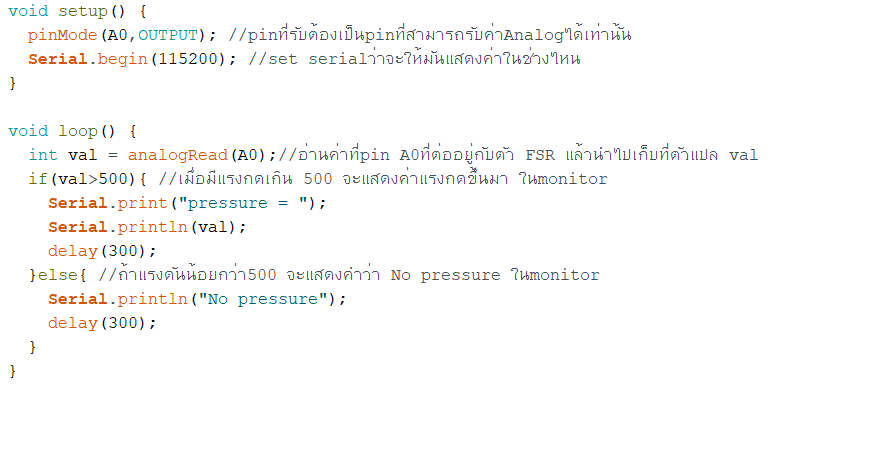 void setup() {
pinMode(A0,OUTPUT); //pinที่รับต้องเป็นpinที่สามารถรับค่าAnalogได้เท่านั้น
Serial.begin(115200); //set serialว่าจะให้มันแสดงค่าในช่วงไหน
}
void loop() {
int val = analogRead(A0);//อ่านค่าที่pin A0ที่ต่ออยู่กับตัว FSR แล้วนำไปเก็บที่ตัวแปล val
if(val>500){ //เมื่อมีแรงกดเกิน 500 จะแสดงค่าแรงกดขึ้นมา ในmonitor
Serial.print("pressure = ");
Serial.println(val);
delay(300);
}else{ //ถ้าแรงดันน้อยกว่า500 จะแสดงคำว่า No pressure ในmonitor
Serial.println("No pressure");
delay(300);
}
}